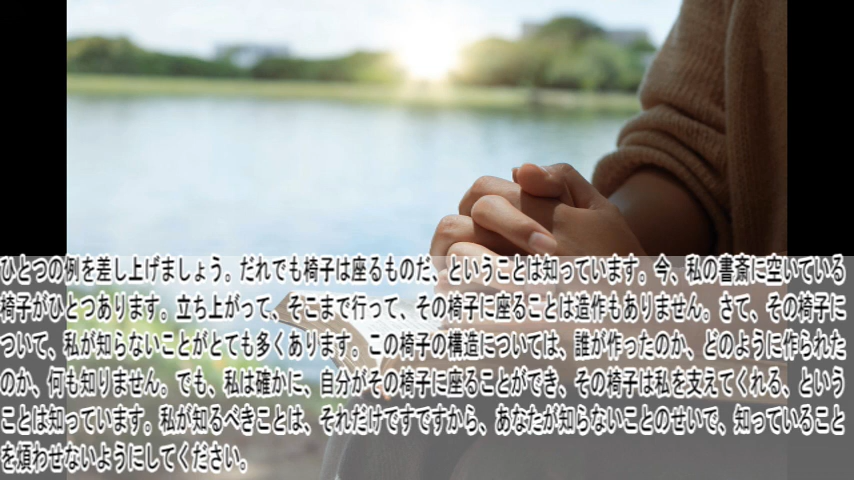 ひとつの例を差し上げましょう。だれでも椅子は座るものだ、ということは知っています。今、私の書斎に空いている
椅子がひとつあります。立ち上がって、そこまで行って、その椅子に座ることは造作もありません。さて、その椅子に
ついて、私が知らないことがとても多くあります。この椅子の構造については、誰が作ったのか、どのように作られた
のか、何も知りません。でも、私は確かに、自分がその椅子に座ることができ、その椅子は私を支えてくれる、という
ことは知っています。私が知るべきことは、それだけですですから、あなたが知らないことのせいで、知っていること
を煩わせないようにしてください。